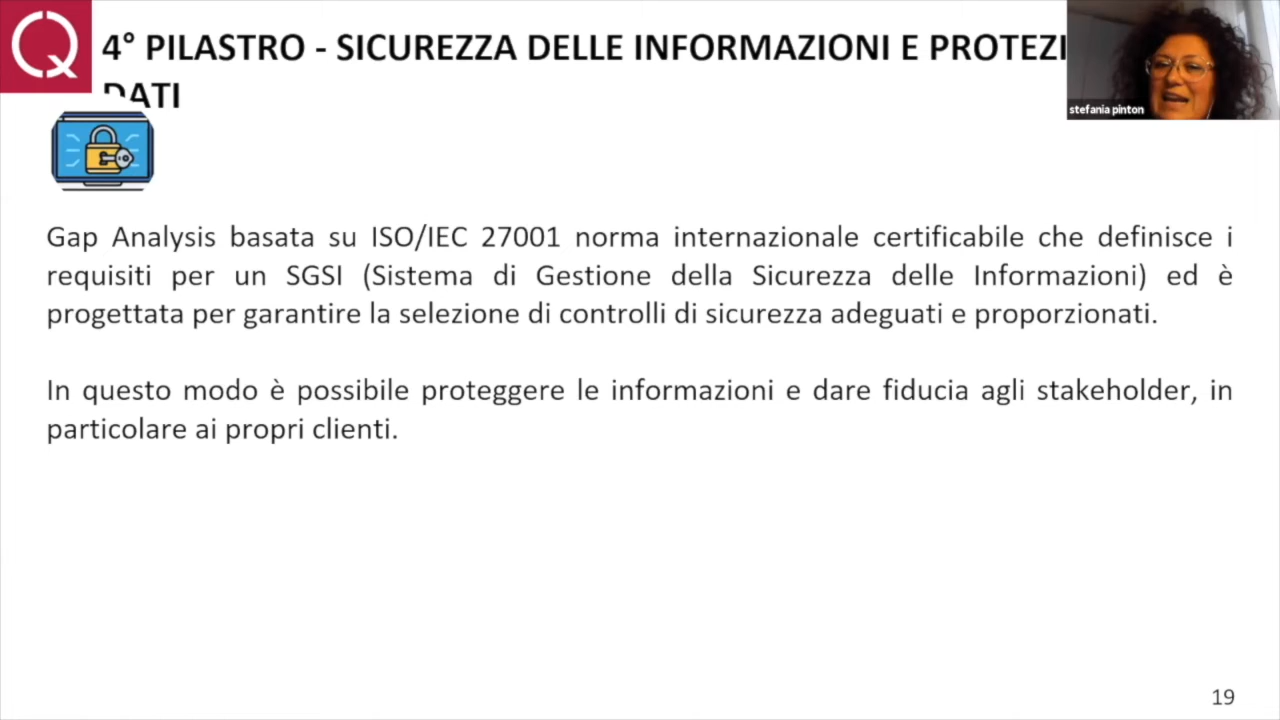 4° PILASTRO - SICUREZZA DELLE INFORMAZIONI E PROTEZI
DATI
stefania pinton
Gap Analysis basata su ISO/IEC 27001 norma internazionale certificabile che definisce i
requisiti per un SGSI (Sistema di Gestione della Sicurezza delle Informazioni) ed è
progettata per garantire la selezione di controlli di sicurezza adeguati e proporzionati.
In questo modo è possibile proteggere le informazioni e dare fiducia agli stakeholder, in
particolare ai propri clienti.
19